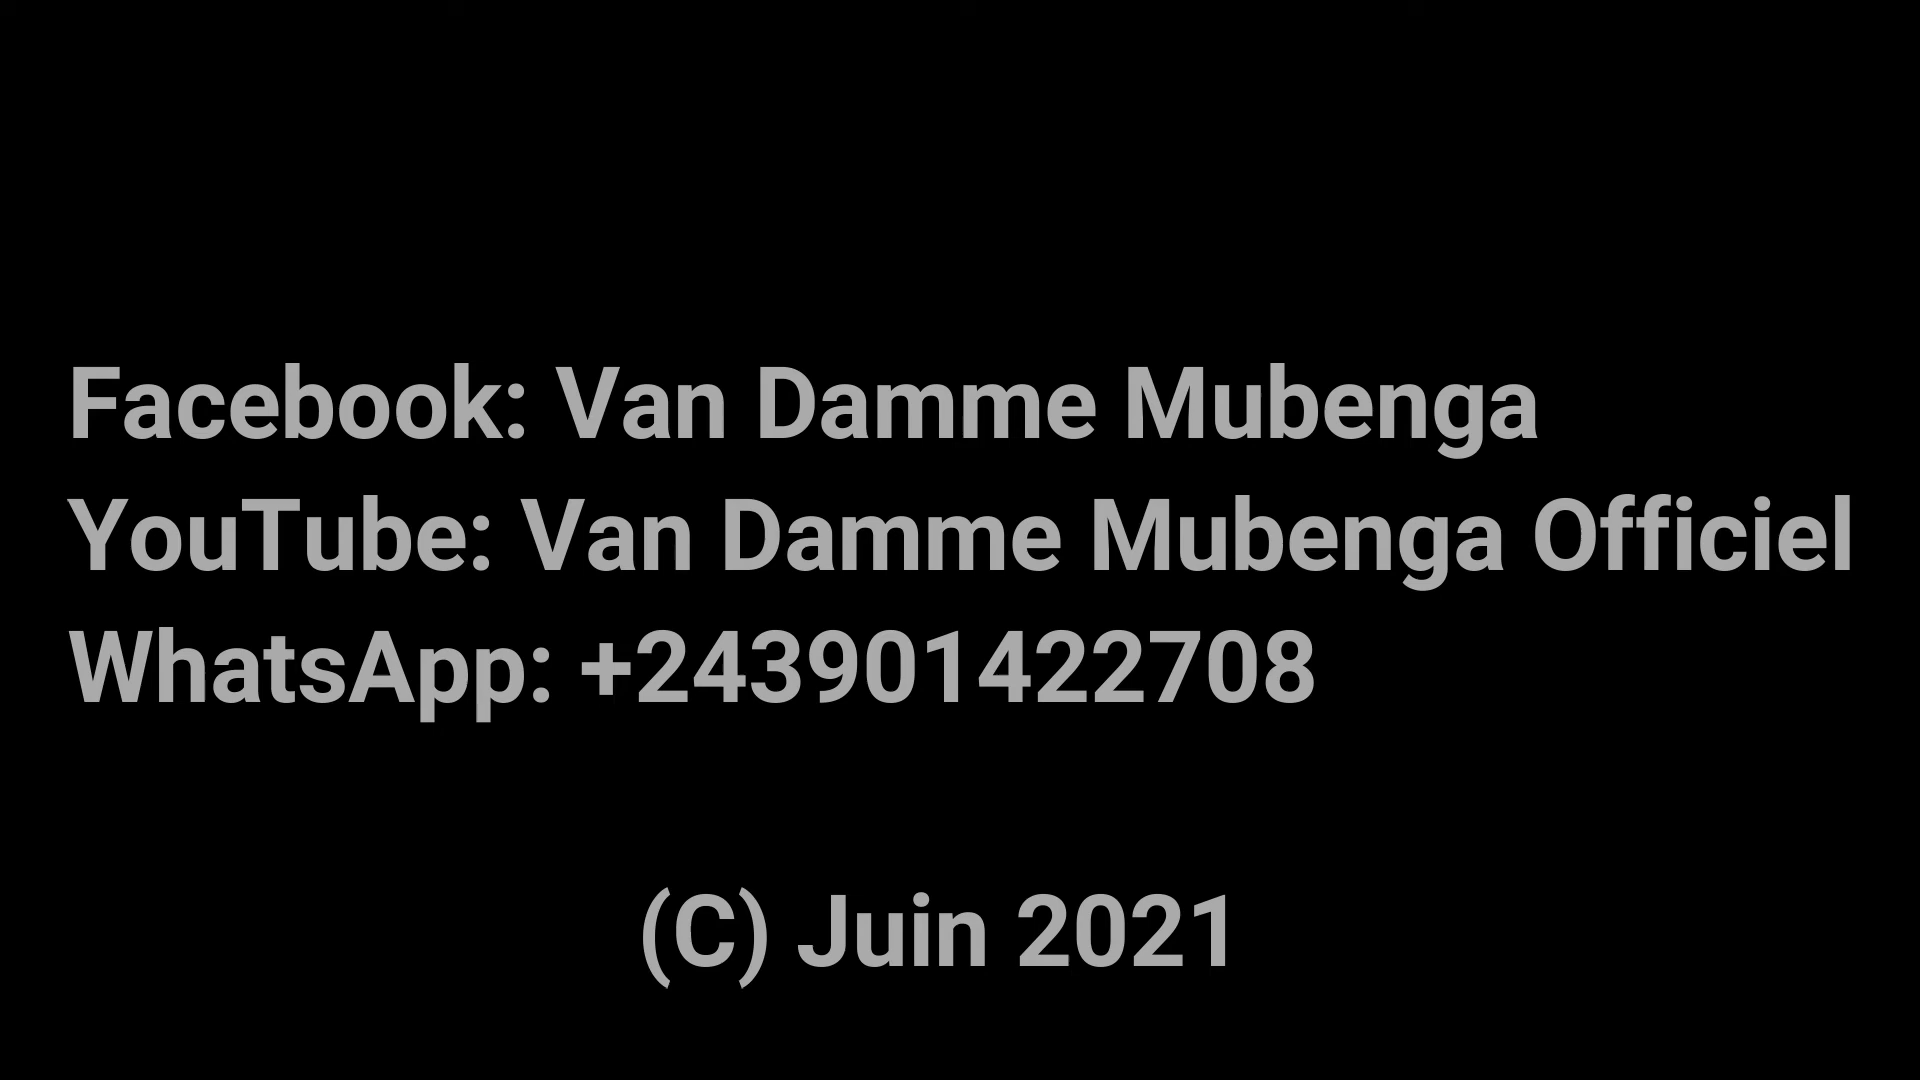 Facebook: Van Damme Mubenga
YouTube: Van Damme Mubenga Officiel
WhatsApp: +243901422708
(C) Juin 2021